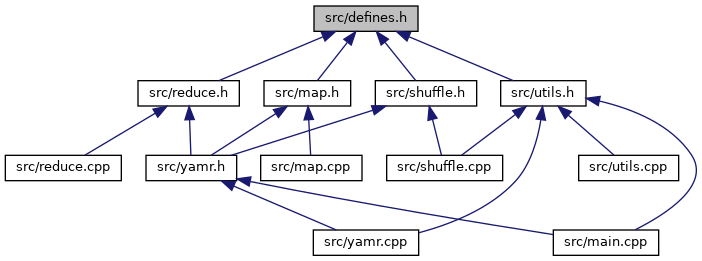 src/defines.h
src/reduce.h
src/map.h
src/shuffle.h
src/utils.h
src/reduce.cpp
src/yamr.h
src/map.cpp
src/shuffle.cpp
src/utils.cpp
src/yamr.cpp
src/main.cpp